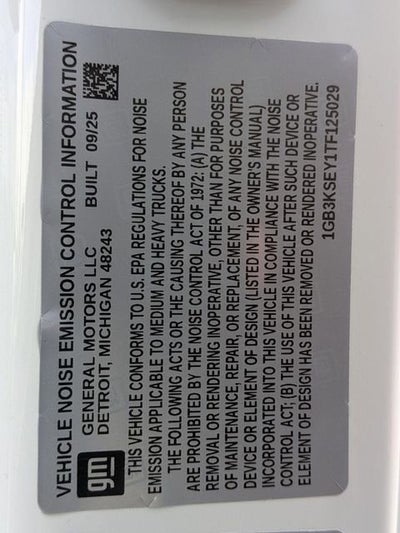 VEHICLE NOISE EMISSION CONTROL INFORMATION
gm
GENERAL MOTORS LLC
DETROIT, MICHIGAN 48243 BUILT 09/25
THIS VEHICLE CONFORMS TO U.S. EPA REGULATIONS FOR NOISE
EMISSION APPLICABLE TO MEDIUM AND HEAVY TRUCKS.
THE FOLLOWING ACTS OR THE CAUSING THEREOF BY ANY PERSON
ARE PROHIBITED BY THE NOISE CONTROL ACT OF 1972: (A) THE
REMOVAL OR RENDERING INOPERATIVE, OTHER THAN FOR PURPOSES
OF MAINTENANCE, REPAIR, OR REPLACEMENT, OF ANY NOISE CONTROL
DEVICE OR ELEMENT OF DESIGN (LISTED IN THE OWNER'S MANUAL)
INCORPORATED INTO THIS VEHICLE IN COMPLIANCE WITH THE NOISE
CONTROL ACT; (B) THE USE OF THIS VEHICLE AFTER SUCH DEVICE OR
ELEMENT OF DESIGN HAS BEEN REMOVED OR RENDERED INOPERATIVE.
1GB3KSEY1TF125029